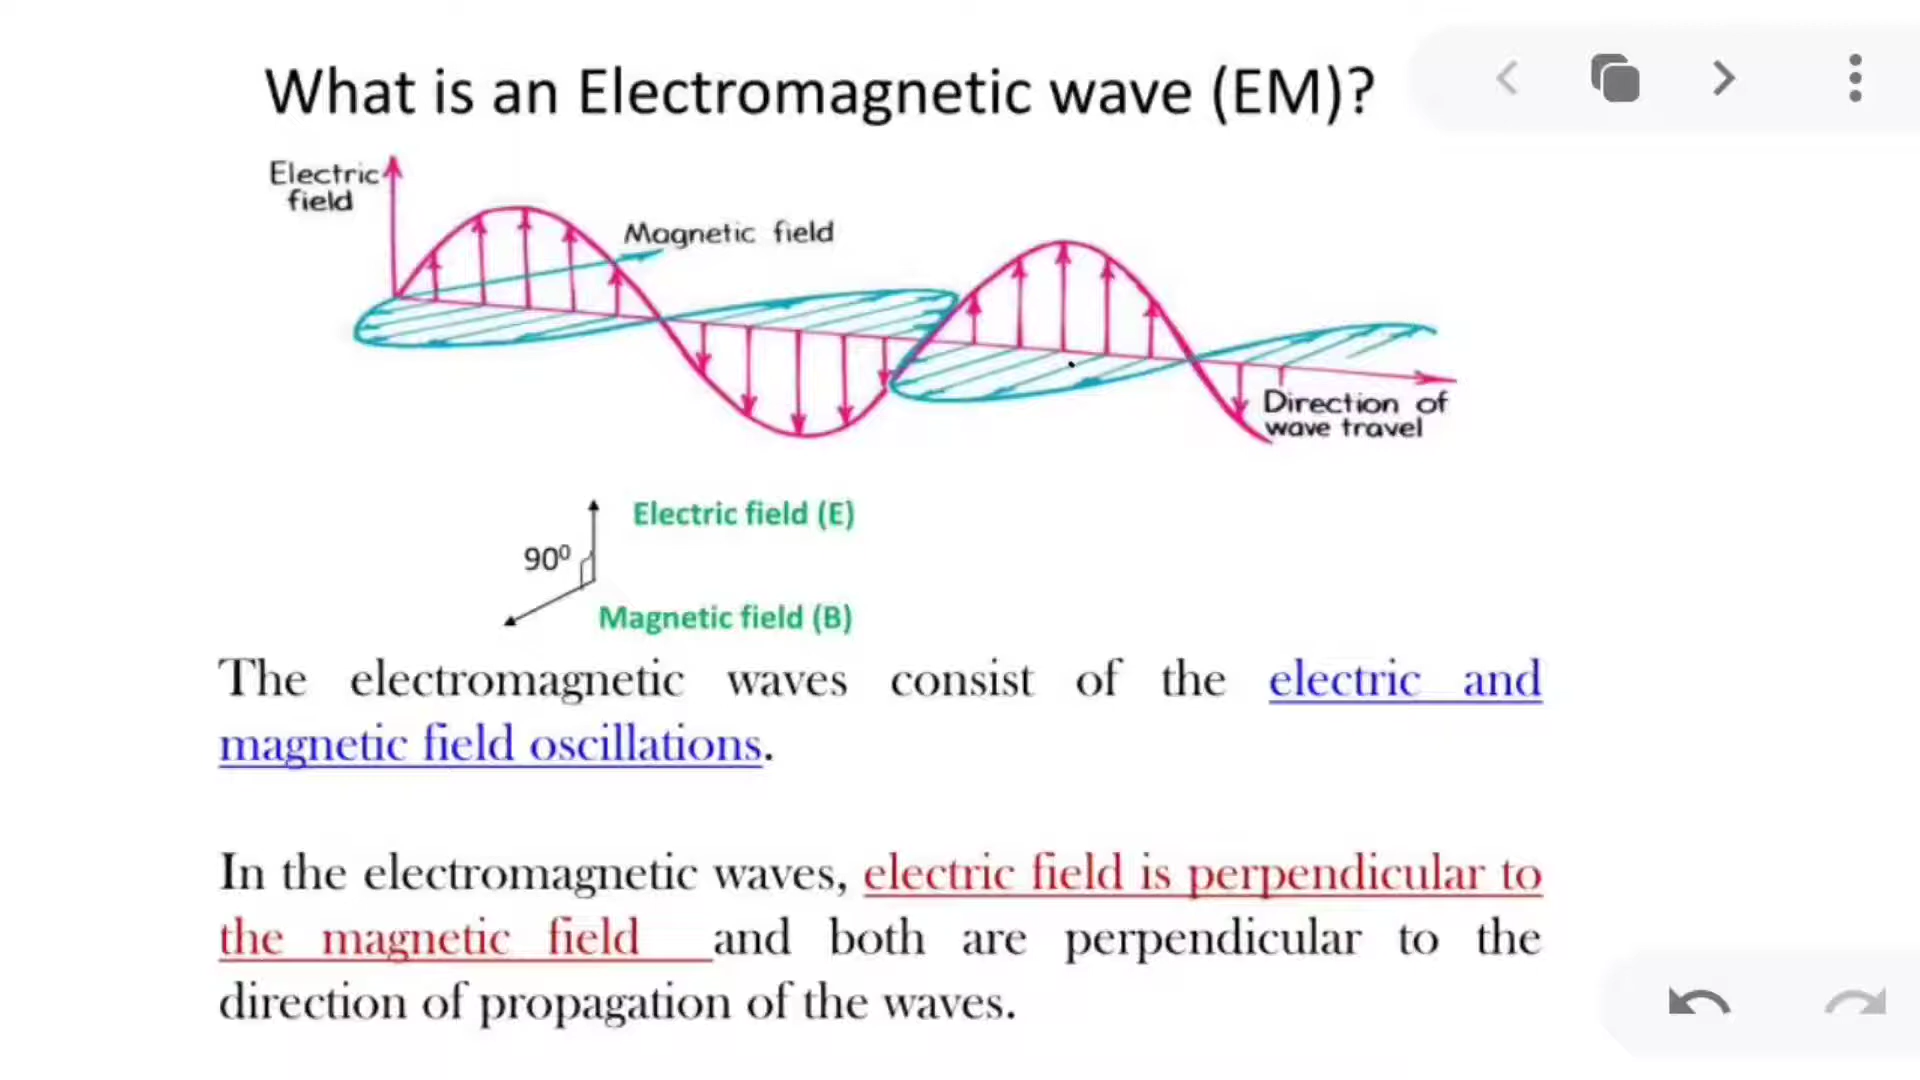 What is an Electromagnetic wave (EM)?
Electric
field
Magnetic field
Direction of
wave travel
Electric field (E)
90⁰
Magnetic field (B)
The electromagnetic waves consist of the electric and
magnetic field oscillations.
In the electromagnetic waves, electric field is perpendicular to
the magnetic field and both are perpendicular to the
direction of propagation of the waves.